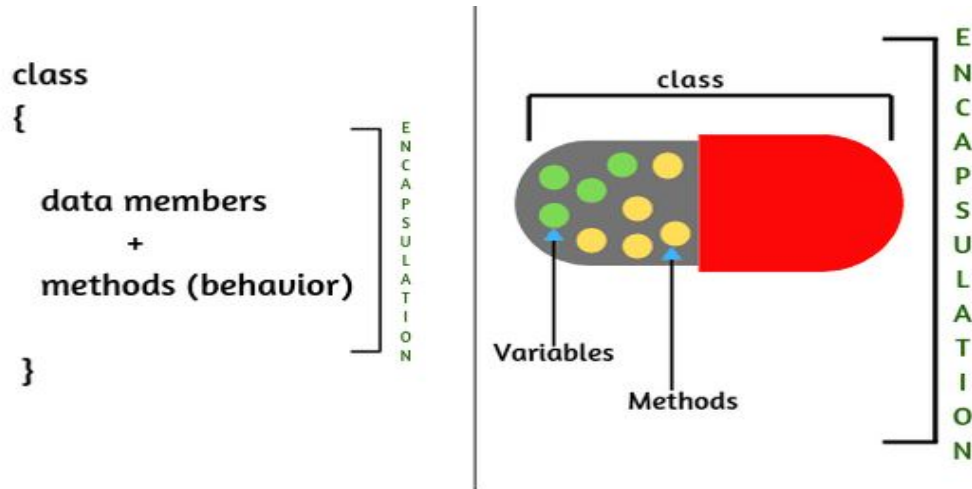 class
{
data members
+
methods (behavior)
}
ENCAPSULATION
class
Variables
Methods
ENCAPSULATION